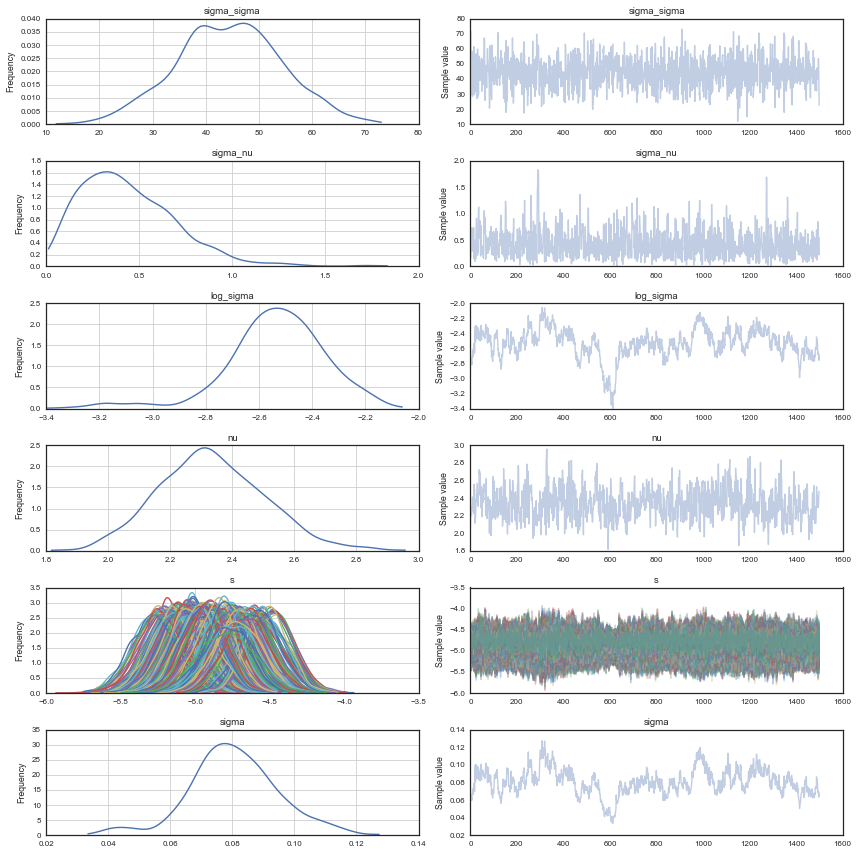 sigma_sigma
Frequency
0.040
0.035
0.030
0.025
0.020
0.015
0.010
0.005
0.000
10 20 30 40 50 60 70 80
sigma_sigma
Sample value
80
70
60
50
40
30
20
10
0 200 400 600 800 1000 1200 1400 1600
sigma_nu
Frequency
1.8
1.6
1.4
1.2
1.0
0.8
0.6
0.4
0.2
0.0
0.0 0.5 1.0 1.5 2.0
sigma_nu
Sample value
2.0
1.5
1.0
0.5
0.0
0 200 400 600 800 1000 1200 1400 1600
log_sigma
Frequency
2.5
2.0
1.5
1.0
0.5
0.0
−3.4 −3.2 −3.0 −2.8 −2.6 −2.4 −2.2 −2.0
log_sigma
Sample value
−2.0
−2.2
−2.4
−2.6
−2.8
−3.0
−3.2
−3.4
0 200 400 600 800 1000 1200 1400 1600
nu
Frequency
2.5
2.0
1.5
1.0
0.5
0.0
1.8 2.0 2.2 2.4 2.6 2.8 3.0
nu
Sample value
3.0
2.8
2.6
2.4
2.2
2.0
1.8
0 200 400 600 800 1000 1200 1400 1600
s
Frequency
3.5
3.0
2.5
2.0
1.5
1.0
0.5
0.0
−6.0 −5.5 −5.0 −4.5 −4.0 −3.5
s
Sample value
−3.5
−4.0
−4.5
−5.0
−5.5
−6.0
0 200 400 600 800 1000 1200 1400 1600
sigma
Frequency
35
30
25
20
15
10
5
0
0.02 0.04 0.06 0.08 0.10 0.12 0.14
sigma
Sample value
0.14
0.12
0.10
0.08
0.06
0.04
0.02
0 200 400 600 800 1000 1200 1400 1600